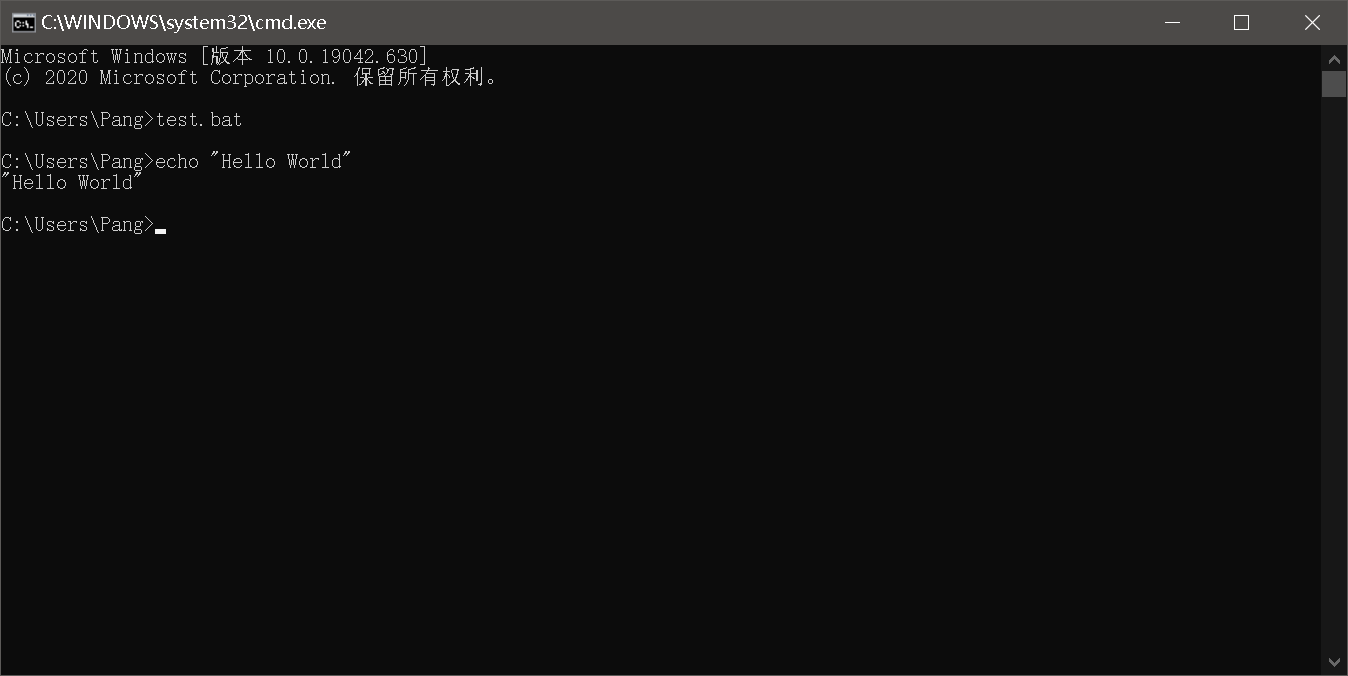 C:\WINDOWS\system32\cmd.exe
Microsoft Windows [版本 10.0.19042.630]
(c) 2020 Microsoft Corporation. 保留所有权利。
C:\Users\Pang>test.bat
C:\Users\Pang>echo "Hello World"
"Hello World"
C:\Users\Pang>